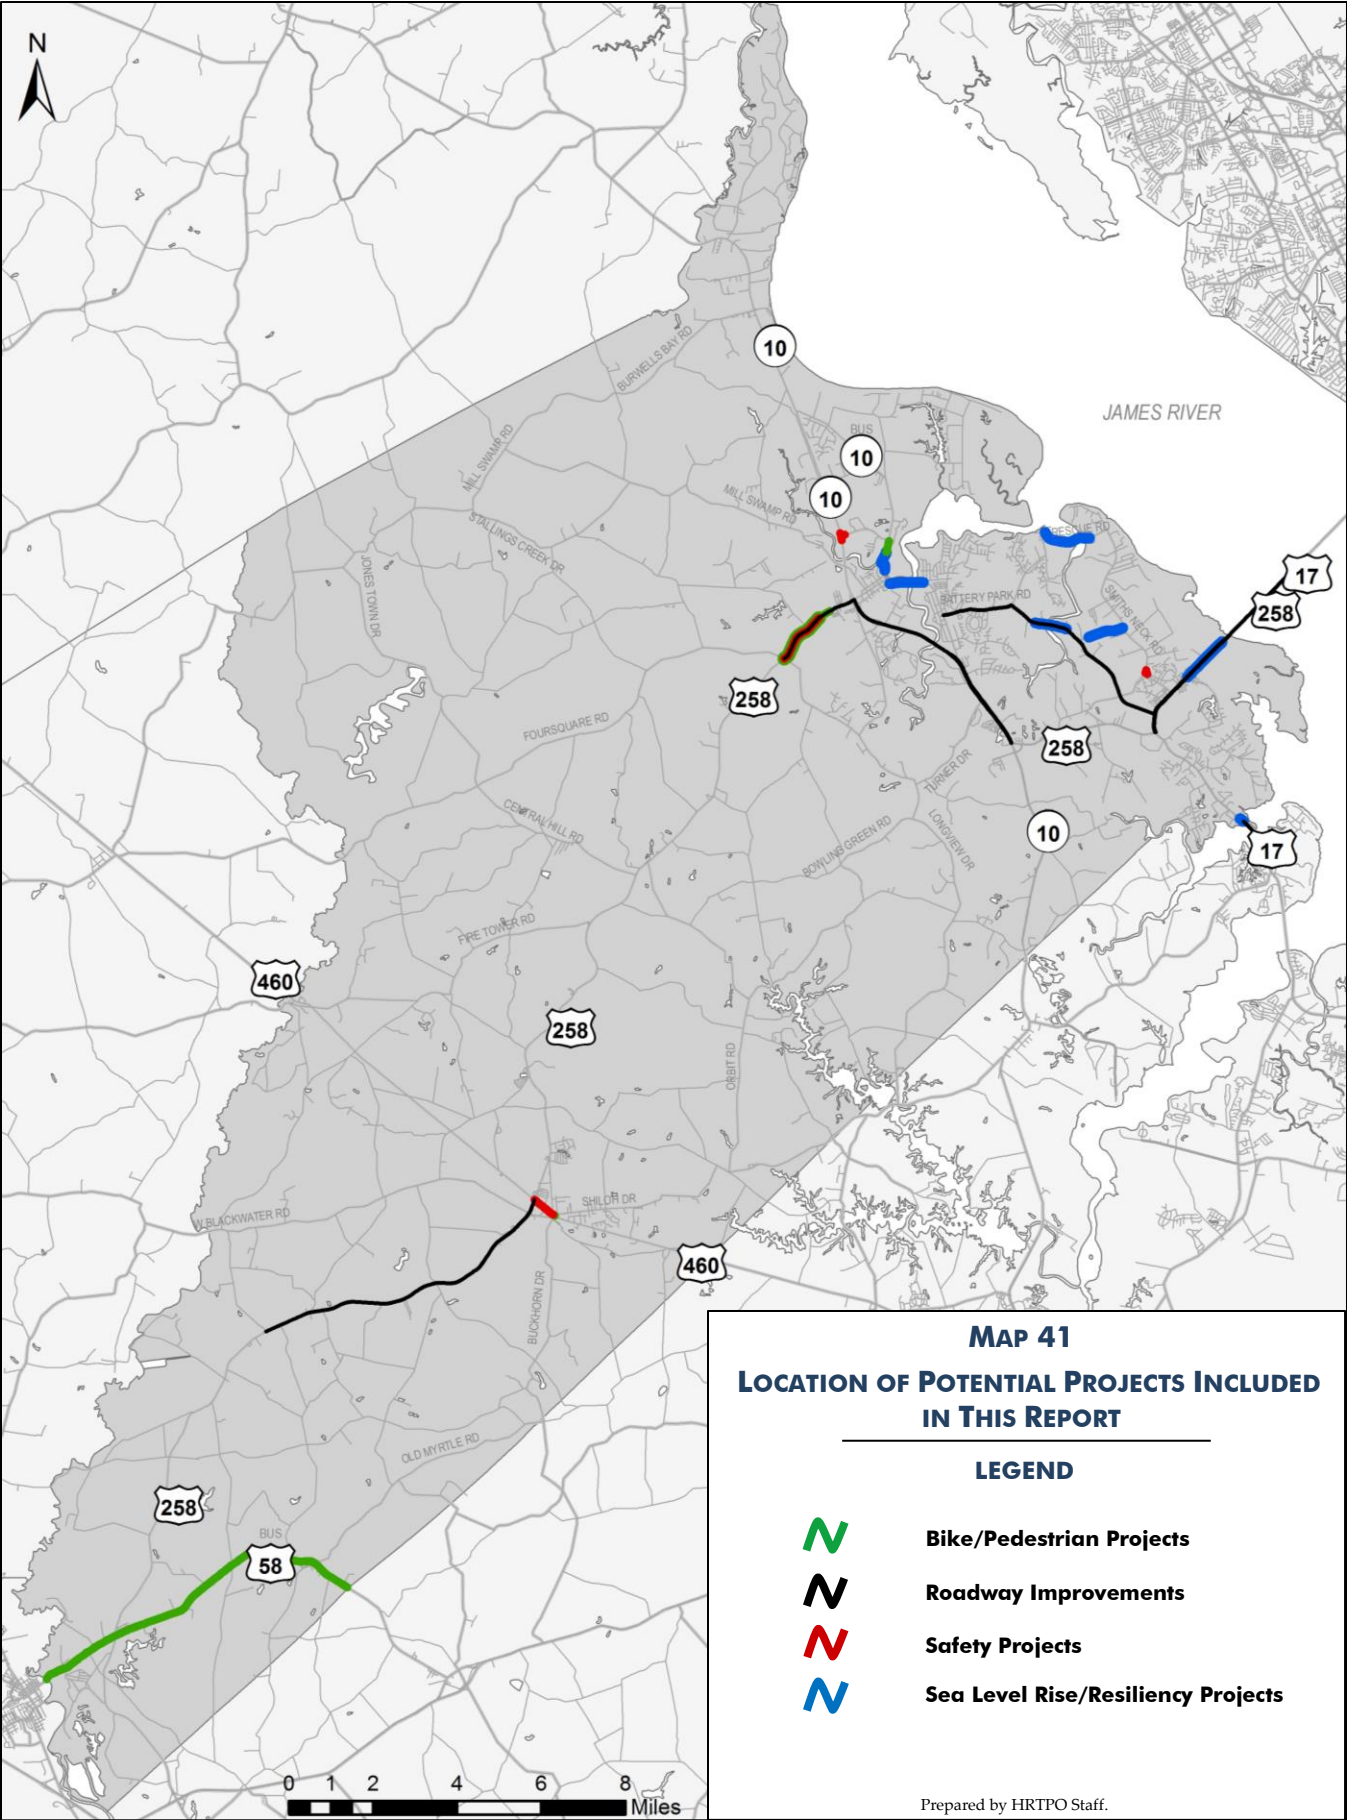 N
10
BURWELLS BAY RD
JAMES RIVER
BUS
10
MILL SWAMP RD
10
MILL SWAMP RD
STALLINGS CREEK DR
JONES TOWN DR
RESCUE RD
17
258
BATTERY PARK RD
SMITHS NECK RD
258
FOURSQUARE RD
258
TURNER DR
CENTRAL HILL RD
LONGVIEW DR
10
BOWLING GREEN RD
17
FIRE TOWER RD
460
258
ORBIT RD
SHILOH DR
W BLACKWATER RD
460
BUCKHORN DR
OLD MYRTLE RD
258
BUS
58
0 1 2 4 6 8
Miles
MAP 41
LOCATION OF POTENTIAL PROJECTS INCLUDED
IN THIS REPORT
LEGEND
Bike/Pedestrian Projects
Roadway Improvements
Safety Projects
Sea Level Rise/Resiliency Projects
Prepared by HRTPO Staff.